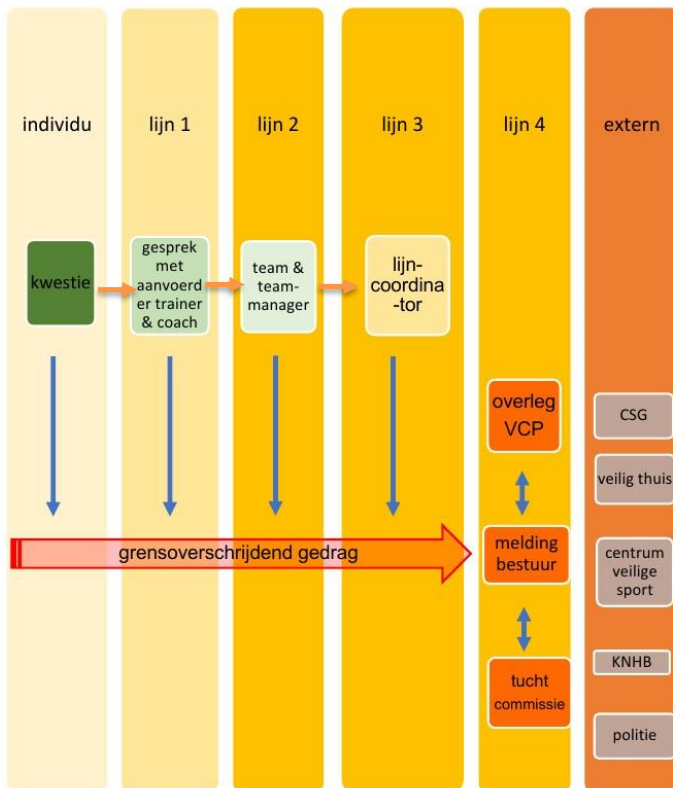 individu
lijn 1
lijn 2
lijn 3
lijn 4
extern
kwestie
gesprek
met
aanvoerd
er trainer
& coach
team &
team-
manager
lijn-
coordina
-tor
overleg
VCP
CSG
veilig thuis
grensoverschrijdend gedrag
melding
bestuur
centrum
veilige
sport
tucht
commissie
KNHB
politie